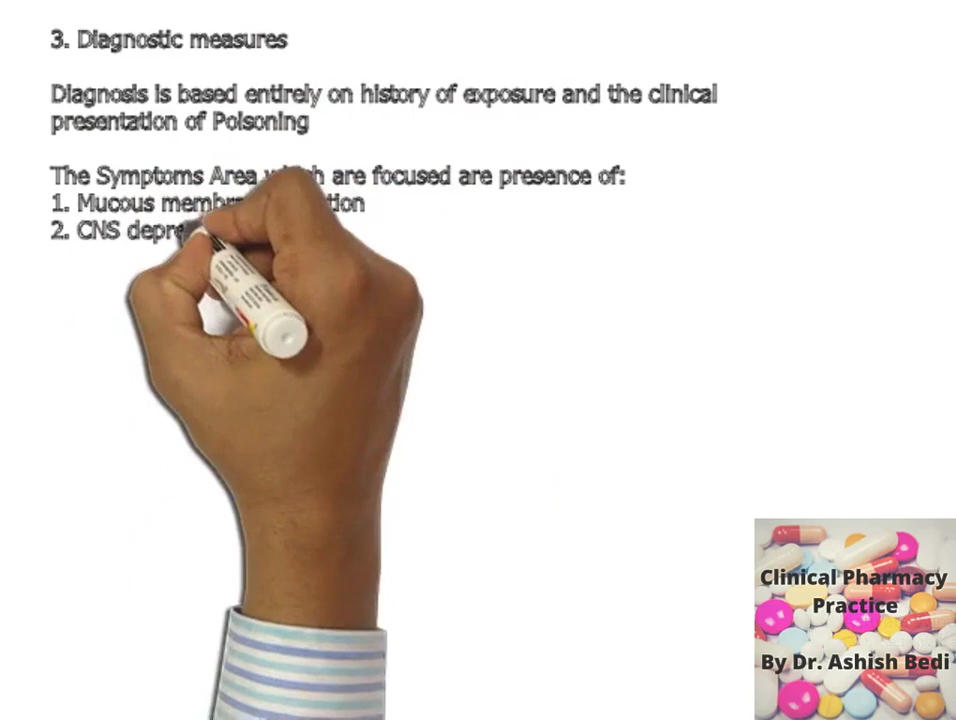 3. Diagnostic measures
Diagnosis is based entirely on history of exposure and the clinical
presentation of Poisoning
The Symptoms Area are focused are presence of:
1. Mucous
2. CNS
Clinical Pharmacy
Practice
By Dr. Ashish Bedi